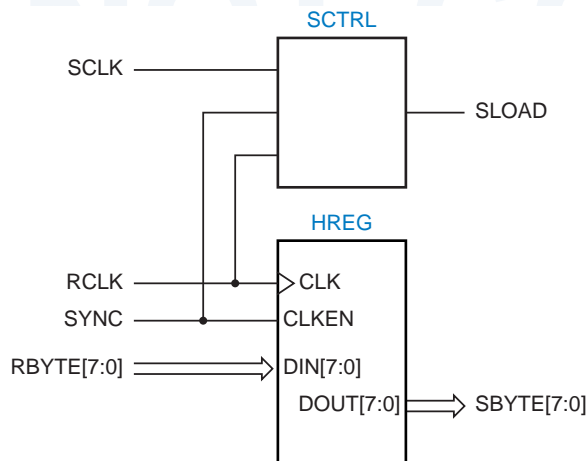 SCTRL
SCLK
SLOAD
HREG
RCLK
CLK
SYNC
CLKEN
RBYTE[7:0]
DIN[7:0]
DOUT[7:0]
SBYTE[7:0]